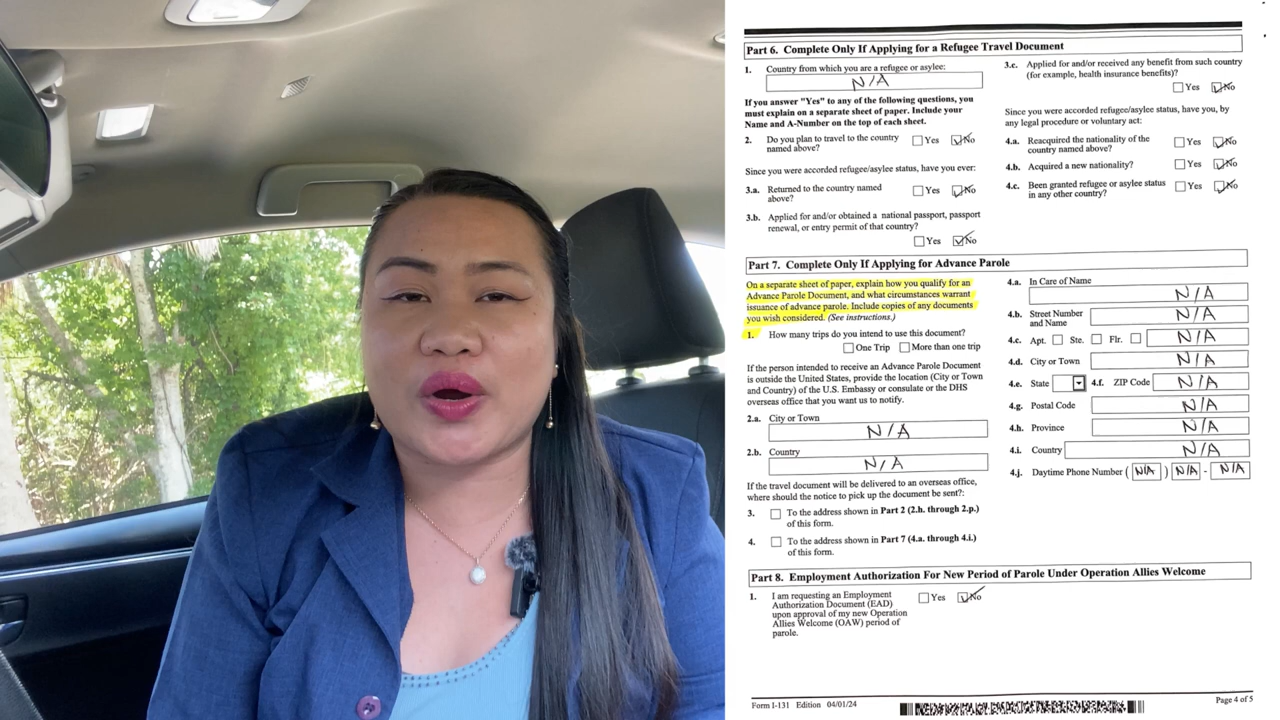 Part 6. Complete Only If Applying for a Refugee Travel Document
1. Country from which you are a refugee or asylee:
N/A
If you answer "Yes" to any of the following questions, you
must explain on a separate sheet of paper. Include your
Name and A-Number on the top of each sheet.
2. Do you plan to travel to the country
named above?
Yes No
Since you were accorded refugee/asylee status, have you ever:
3.a. Returned to the country named
above?
Yes No
3.b. Applied for and/or obtained a national passport, passport
renewal, or entry permit of that country?
Yes No
3.c. Applied for and/or received any benefit from such country
(for example, health insurance benefits)?
Yes No
Since you were accorded refugee/asylee status, have you, by
any legal procedure or voluntary act:
4.a. Reacquired the nationality of the
country named above?
Yes No
4.b. Acquired a new nationality? Yes No
4.c. Been granted refugee or asylee status
in any other country?
Yes No
Part 7. Complete Only If Applying for Advance Parole
On a separate sheet of paper, explain how you qualify for an
Advance Parole Document, and what circumstances warrant
issuance of advance parole. Include copies of any documents
you wish considered. (See instructions.)
1. How many trips do you intend to use this document?
One Trip More than one trip
If the person intended to receive an Advance Parole Document
is outside the United States, provide the location (City or Town
and Country) of the U.S. Embassy or consulate or the DHS
overseas office that you want us to notify.
2.a. City or Town
N/A
2.b. Country
N/A
If the travel document will be delivered to an overseas office,
where should the notice to pick up the document be sent?:
3. To the address shown in Part 2 (2.h. through 2.p.)
of this form.
4. To the address shown in Part 7 (4.a. through 4.i.)
of this form.
4.a. In Care of Name
N/A
4.b. Street Number
and Name
N/A
4.c. Apt. Ste. Flr. N/A
4.d. City or Town N/A
4.e. State 4.f. ZIP Code N/A
4.g. Postal Code N/A
4.h. Province N/A
4.i. Country N/A
4.j. Daytime Phone Number ( N/A ) N/A - N/A
Part 8. Employment Authorization For New Period of Parole Under Operation Allies Welcome
1. I am requesting an Employment
Authorization Document (EAD)
upon approval of my new Operation
Allies Welcome (OAW) period of
parole.
Yes No
Form I-131 Edition 04/01/24
Page 4 of 5